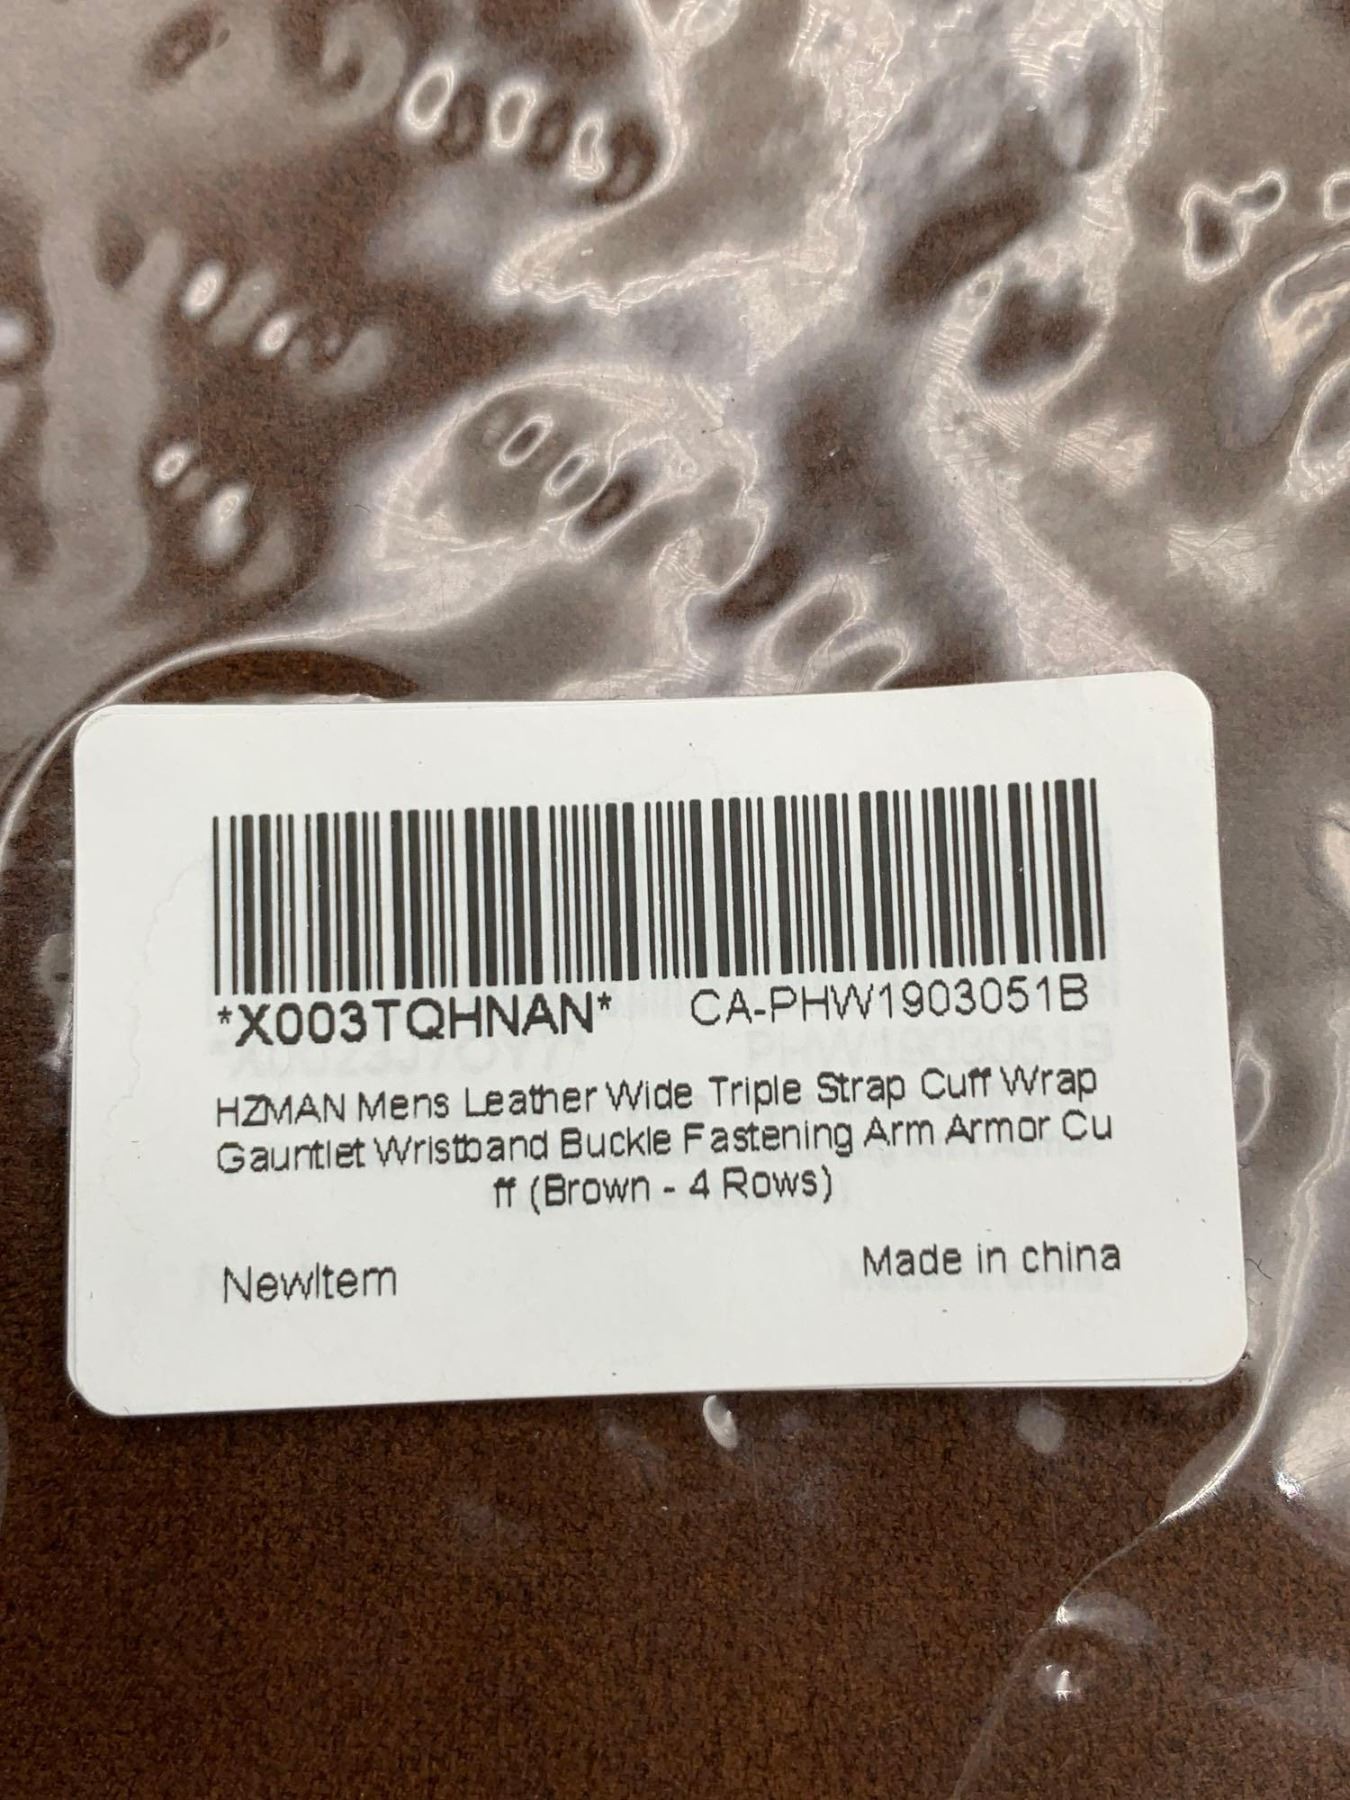 *X003TQHNAN* CA-PHW1903051B
HZMAN Mens Leather Wide Triple Strap Cuff Wrap
Gauntlet Wristband Buckle Fastening Arm Armor Cu
ff (Brown - 4 Rows)
NewItem
Made in china